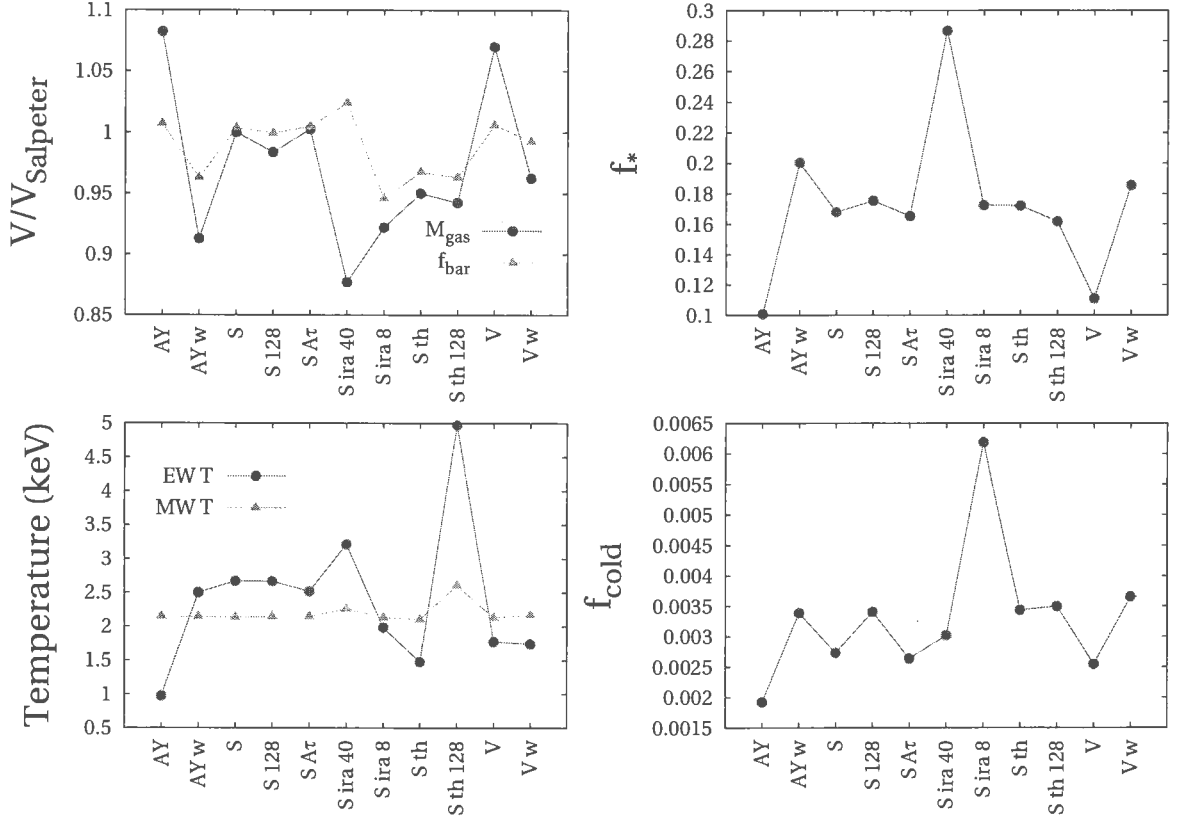 1.1
1.05
1
0.95
0.9
0.85
V/V_Salpeter
M_gas
f_bar
AY
AY w
S
S 128
S Aτ
S ira 40
S ira 8
S th
S th 128
V
V w
0.3
0.28
0.26
0.24
0.22
0.2
0.18
0.16
0.14
0.12
0.1
f_*
AY
AY w
S
S 128
S Aτ
S ira 40
S ira 8
S th
S th 128
V
V w
5
4.5
4
3.5
3
2.5
2
1.5
1
0.5
Temperature (keV)
EW T
MW T
AY
AY w
S
S 128
S Aτ
S ira 40
S ira 8
S th
S th 128
V
V w
0.0065
0.006
0.0055
0.005
0.0045
0.004
0.0035
0.003
0.0025
0.002
0.0015
f_cold
AY
AY w
S
S 128
S Aτ
S ira 40
S ira 8
S th
S th 128
V
V w